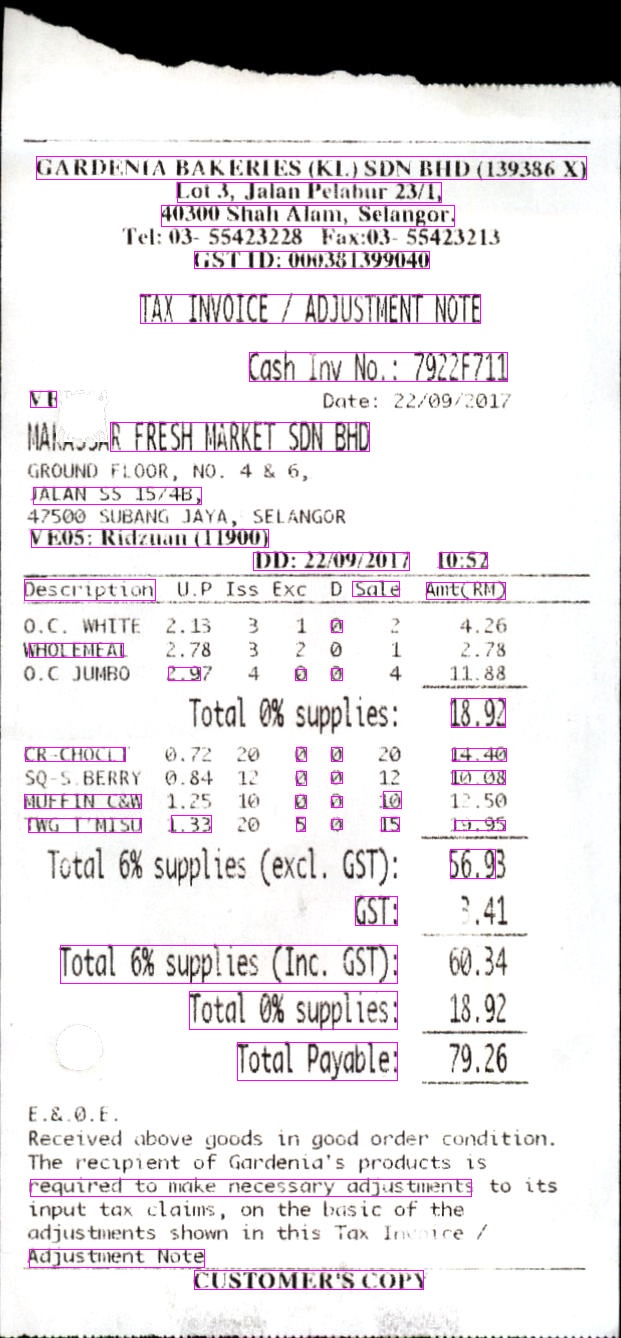 GARDENIA BAKERIES (KL) SDN BHD (139386 X)
Lot 3, Jalan Pelabur 23/1,
40300 Shah Alam, Selangor.
Tel: 03- 55423228 Fax:03- 55423213
GST ID: 000381399040
TAX INVOICE / ADJUSTMENT NOTE
Cash Inv No.: 7922F711
Date: 22/09/2017
FRESH MARKET SDN BHD
GROUND FLOOR, NO. 4 & 6,
JALAN SS 15/4B,
47500 SUBANG JAYA, SELANGOR
VE05: Ridzuan (11900)
DD: 22/09/2017 10:52
Description U.P Iss Exc D Sale Amt(RM)
O.C. WHITE 2.13 3 1 0 2 4.26
WHOLEMEAL 2.78 3 2 0 1 2.78
O.C JUMBO 2.97 4 0 0 4 11.88
Total 0% supplies: 18.92
CR-CHOCLT 0.72 20 0 0 20 14.40
SQ-S.BERRY 0.84 12 0 0 12 10.08
MUFFIN C&W 1.25 10 0 0 10 12.50
TWG T'MISU 1.33 20 5 0 15 19.95
Total 6% supplies (excl. GST): 56.93
GST: 3.41
Total 6% supplies (Inc. GST): 60.34
Total 0% supplies: 18.92
Total Payable: 79.26
E.&.O.E.
Received above goods in good order condition.
The recipient of Gardenia's products is
required to make necessary adjustments to its
input tax claims, on the basic of the
adjustments shown in this Tax Invoice /
Adjustment Note
CUSTOMER'S COPY